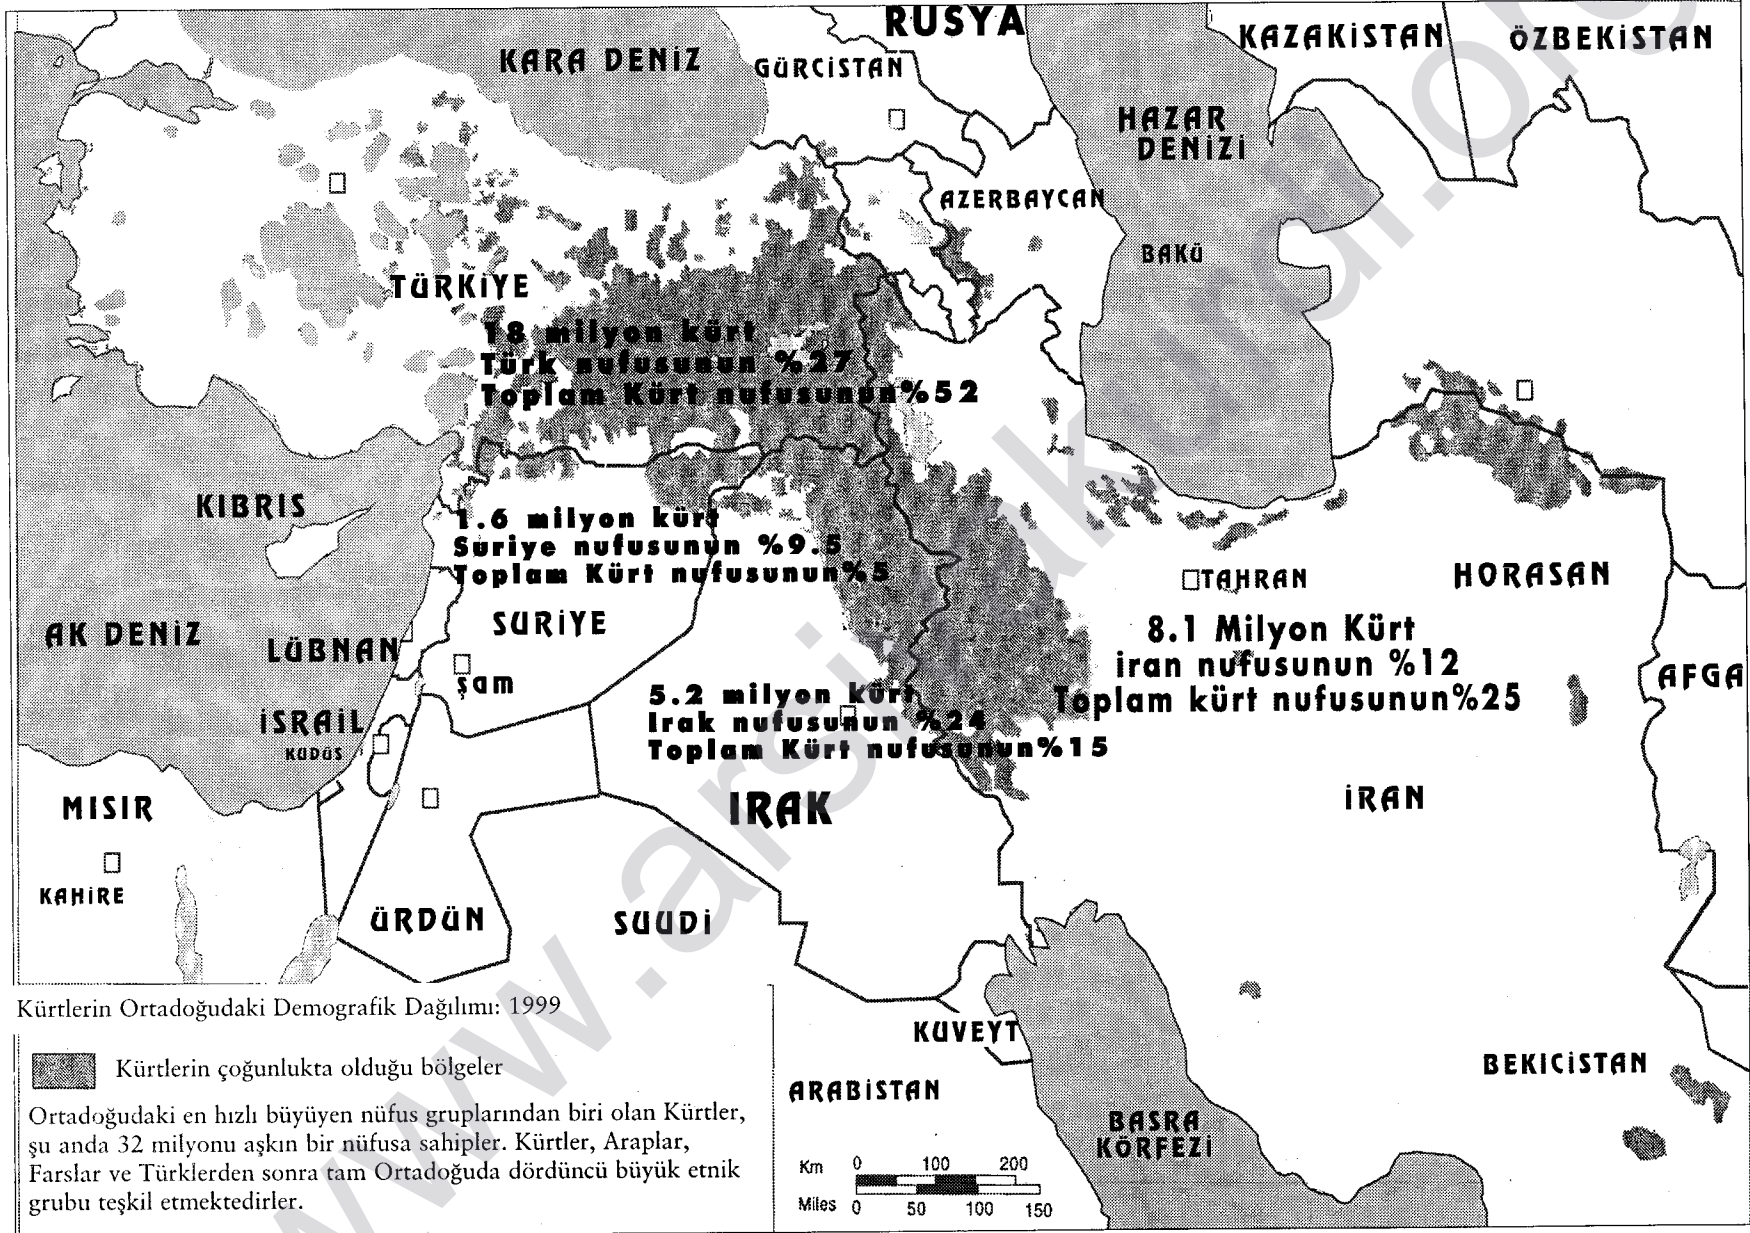 RUSYA
KARA DENİZ
GÜRCİSTAN
KAZAKİSTAN
ÖZBEKİSTAN
HAZAR
DENİZİ
AZERBAYCAN
BAKÜ
TÜRKİYE
18 milyon kürt
Türk nufusunun %27
Toplam Kürt nufusunun%52
KIBRIS
1.6 milyon kürt
Suriye nufusunun %9.5
Toplam Kürt nufusunun%5
TAHRAN
HORASAN
AK DENİZ
LÜBNAN
SURİYE
8.1 Milyon Kürt
iran nufusunun %12
Toplam kürt nufusunun%25
AFGA
şam
5.2 milyon kürt
Irak nufusunun %24
Toplam Kürt nufusunun%15
İSRAİL
KUDÜS
MISIR
IRAK
İRAN
KAHİRE
ÜRDÜN
SUUDİ
Kürtlerin Ortadoğudaki Demografik Dağılımı: 1999
KUVEYT
Kürtlerin çoğunlukta olduğu bölgeler
BEKICİSTAN
ARABİSTAN
BASRA
KÖRFEZİ
Ortadoğudaki en hızlı büyüyen nüfus gruplarından biri olan Kürtler,
şu anda 32 milyonu aşkın bir nüfusa sahipler. Kürtler, Araplar,
Farslar ve Türklerden sonra tam Ortadoğuda dördüncü büyük etnik
grubu teşkil etmektedirler.
Km 0 100 200
Miles 0 50 100 150